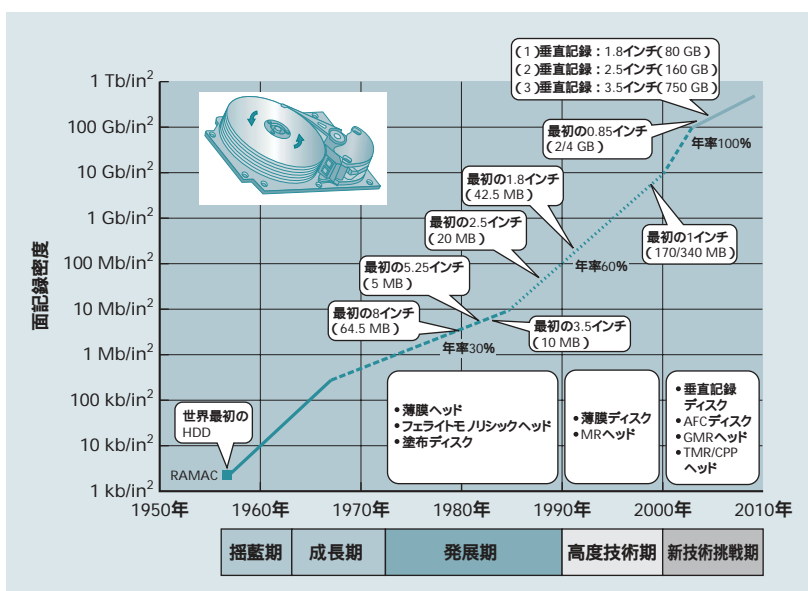 (1)垂直記録：1.8インチ(80 GB)
(2)垂直記録：2.5インチ(160 GB)
(3)垂直記録：3.5インチ(750 GB)
最初の0.85インチ
(2/4 GB)
年率100%
最初の1.8インチ
(42.5 MB)
最初の2.5インチ
(20 MB)
最初の1インチ
(170/340 MB)
年率60%
最初の5.25インチ
(5 MB)
最初の8インチ
(64.5 MB)
最初の3.5インチ
(10 MB)
年率30%
世界最初の
HDD
RAMAC
面記録密度
1 Tb/in²
100 Gb/in²
10 Gb/in²
1 Gb/in²
100 Mb/in²
10 Mb/in²
1 Mb/in²
100 kb/in²
10 kb/in²
1 kb/in²
•薄膜ヘッド
•フェライトモノリシックヘッド
•塗布ディスク
•薄膜ディスク
•MRヘッド
•垂直記録
ディスク
•AFCディスク
•GMRヘッド
•TMR/CPP
ヘッド
1950年 1960年 1970年 1980年 1990年 2000年 2010年
揺籃期 成長期 発展期 高度技術期 新技術挑戦期